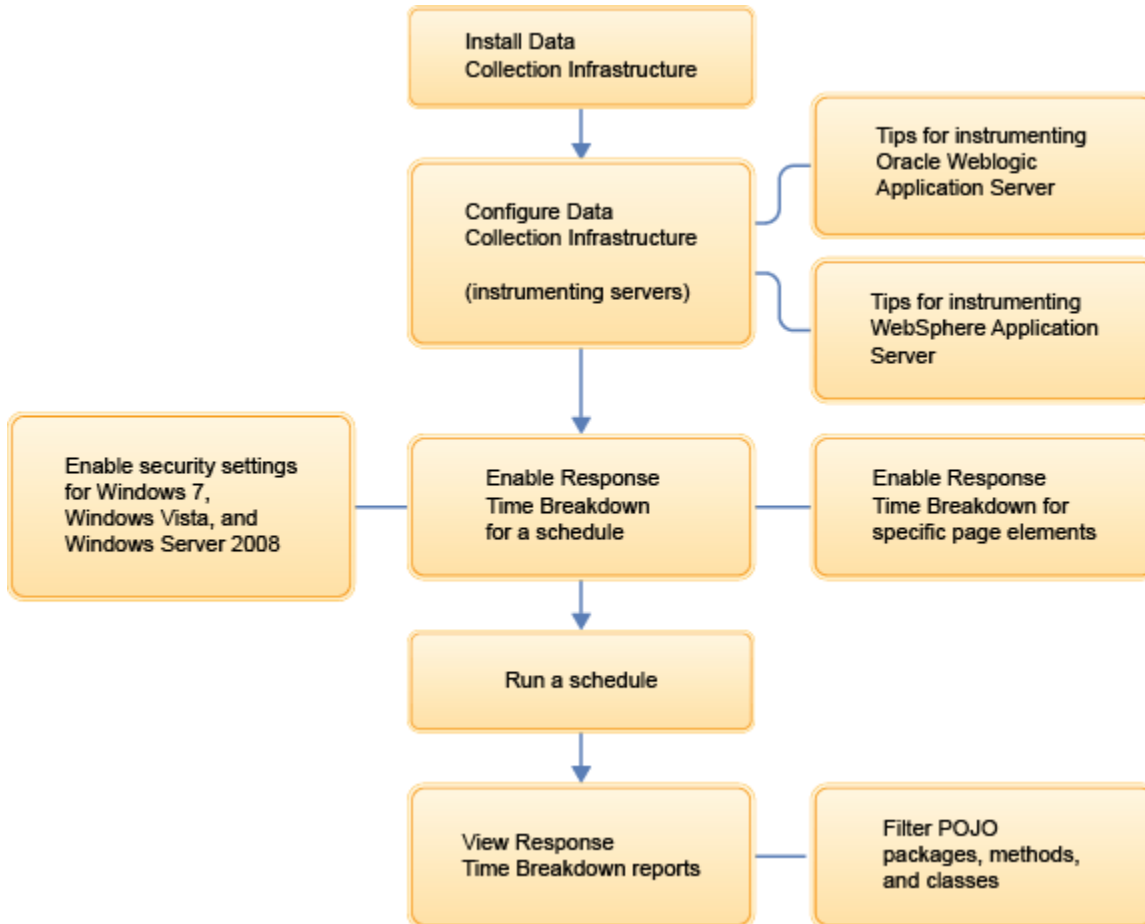 Install Data
Collection Infrastructure
Tips for instrumenting
Oracle Weblogic
Application Server
Configure Data
Collection Infrastructure
(instrumenting servers)
Tips for instrumenting
WebSphere Application
Server
Enable security settings
for Windows 7,
Windows Vista, and
Windows Server 2008
Enable Response
Time Breakdown
for a schedule
Enable Response
Time Breakdown for
specific page elements
Run a schedule
View Response
Time Breakdown reports
Filter POJO
packages, methods,
and classes